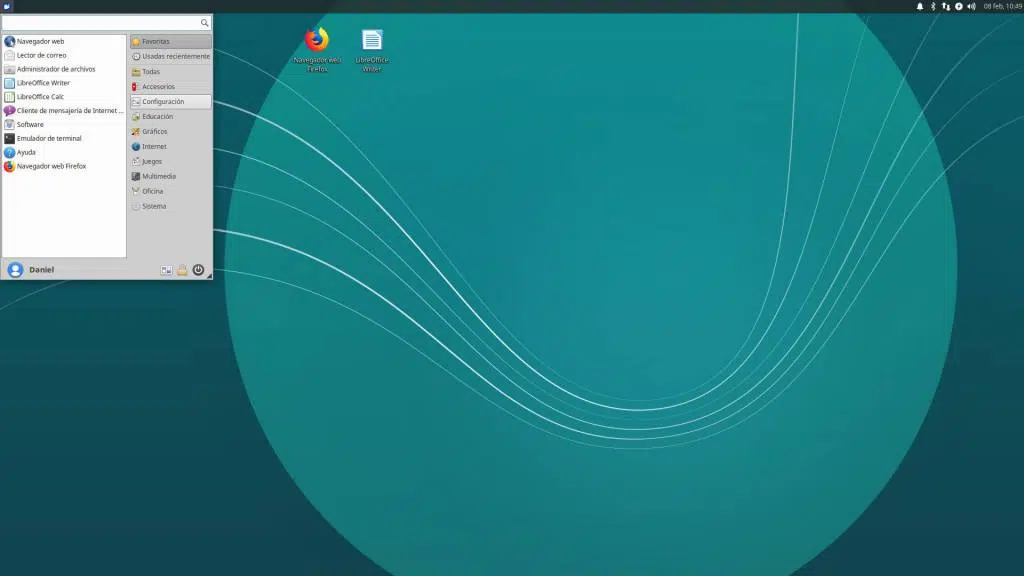 08 feb, 10:49
Navegador web
Lector de correo
Administrador de archivos
LibreOffice Writer
LibreOffice Calc
Cliente de mensajería de Internet ...
Software
Emulador de terminal
Ayuda
Navegador web Firefox
Favoritas
Usadas recientemente
Todas
Accesorios
Configuración
Educación
Gráficos
Internet
Juegos
Multimedia
Oficina
Sistema
Daniel
Navegador web
Firefox
LibreOffice
Writer